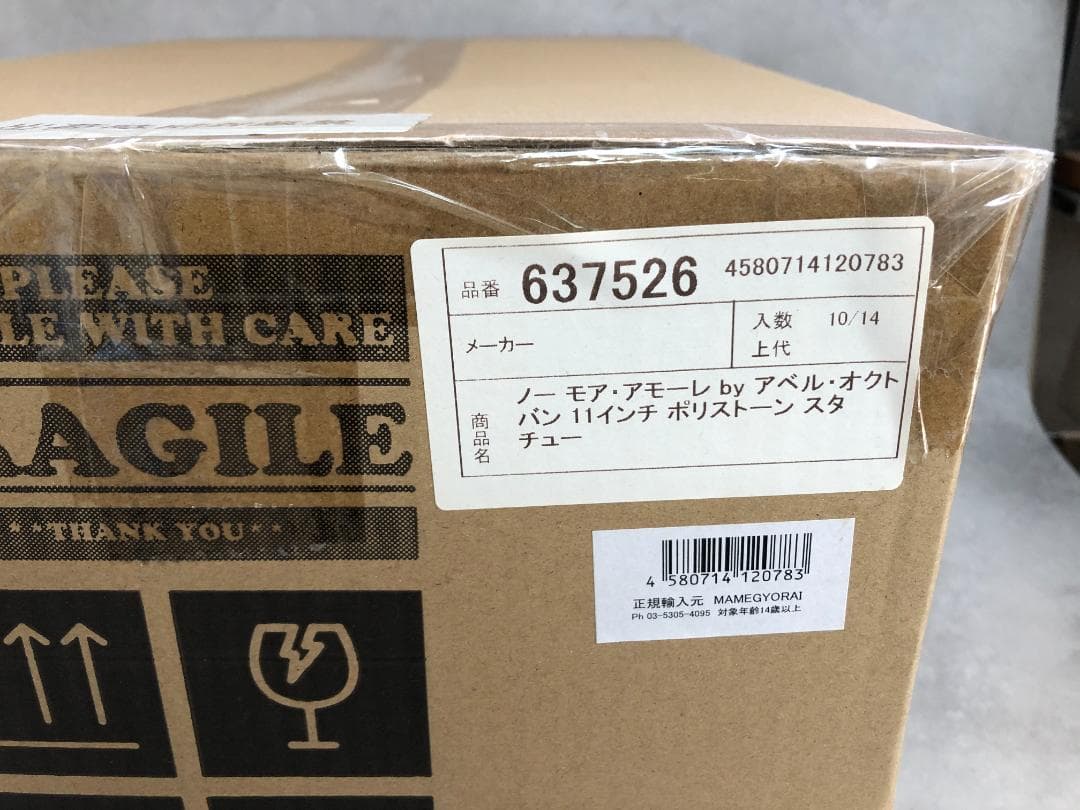 PLEASE
LE WITH CARE
AGILE
**THANK YOU**
品番 637526 4580714120783
メーカー
入数 10/14
上代
商品名
ノー モア・アモーレ by アベル・オクト
バン 11インチ ポリストーン スタ
チュー
4 580714 120783
正規輸入元 MAMEGYORAI
Ph 03-5305-4095 対象年齢14歳以上